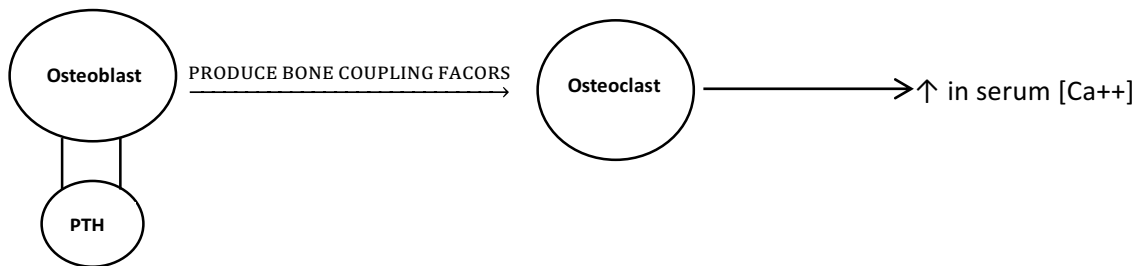 Osteoblast
PRODUCE BONE COUPLING FACORS
Osteoclast
↑ in serum [Ca++]
PTH